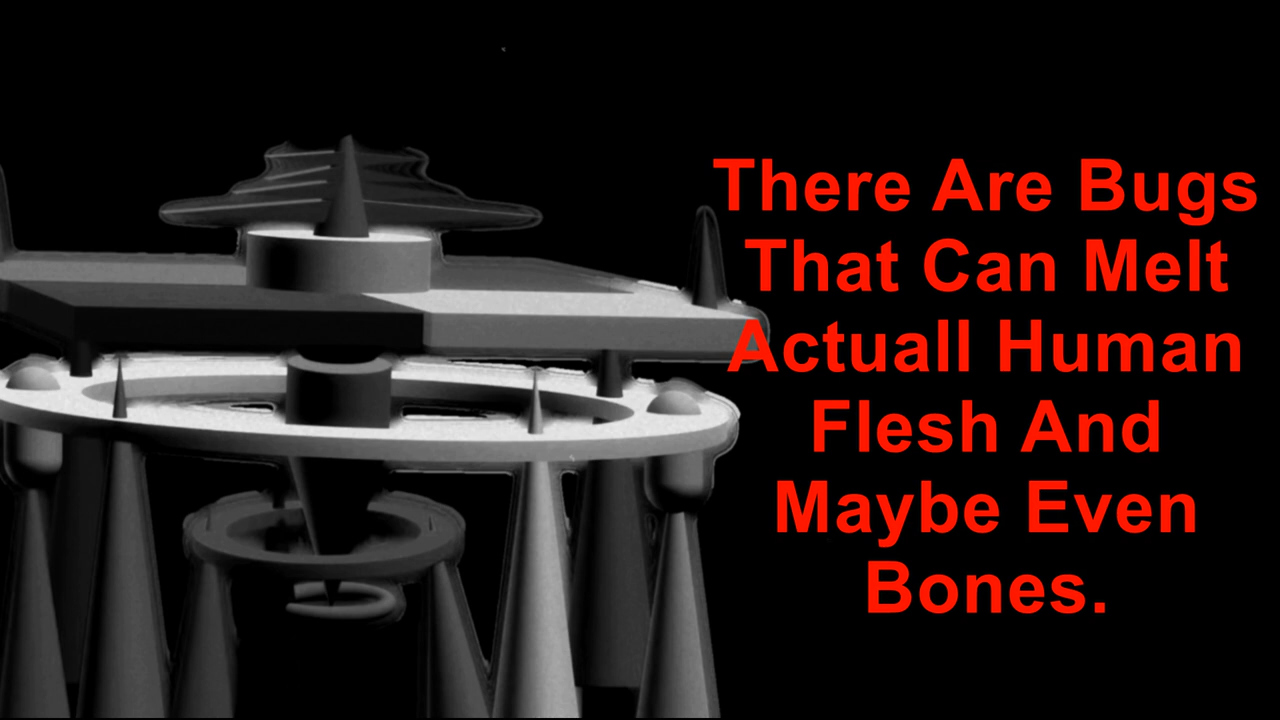 There Are Bugs
That Can Melt
Actuall Human
Flesh And
Maybe Even
Bones.